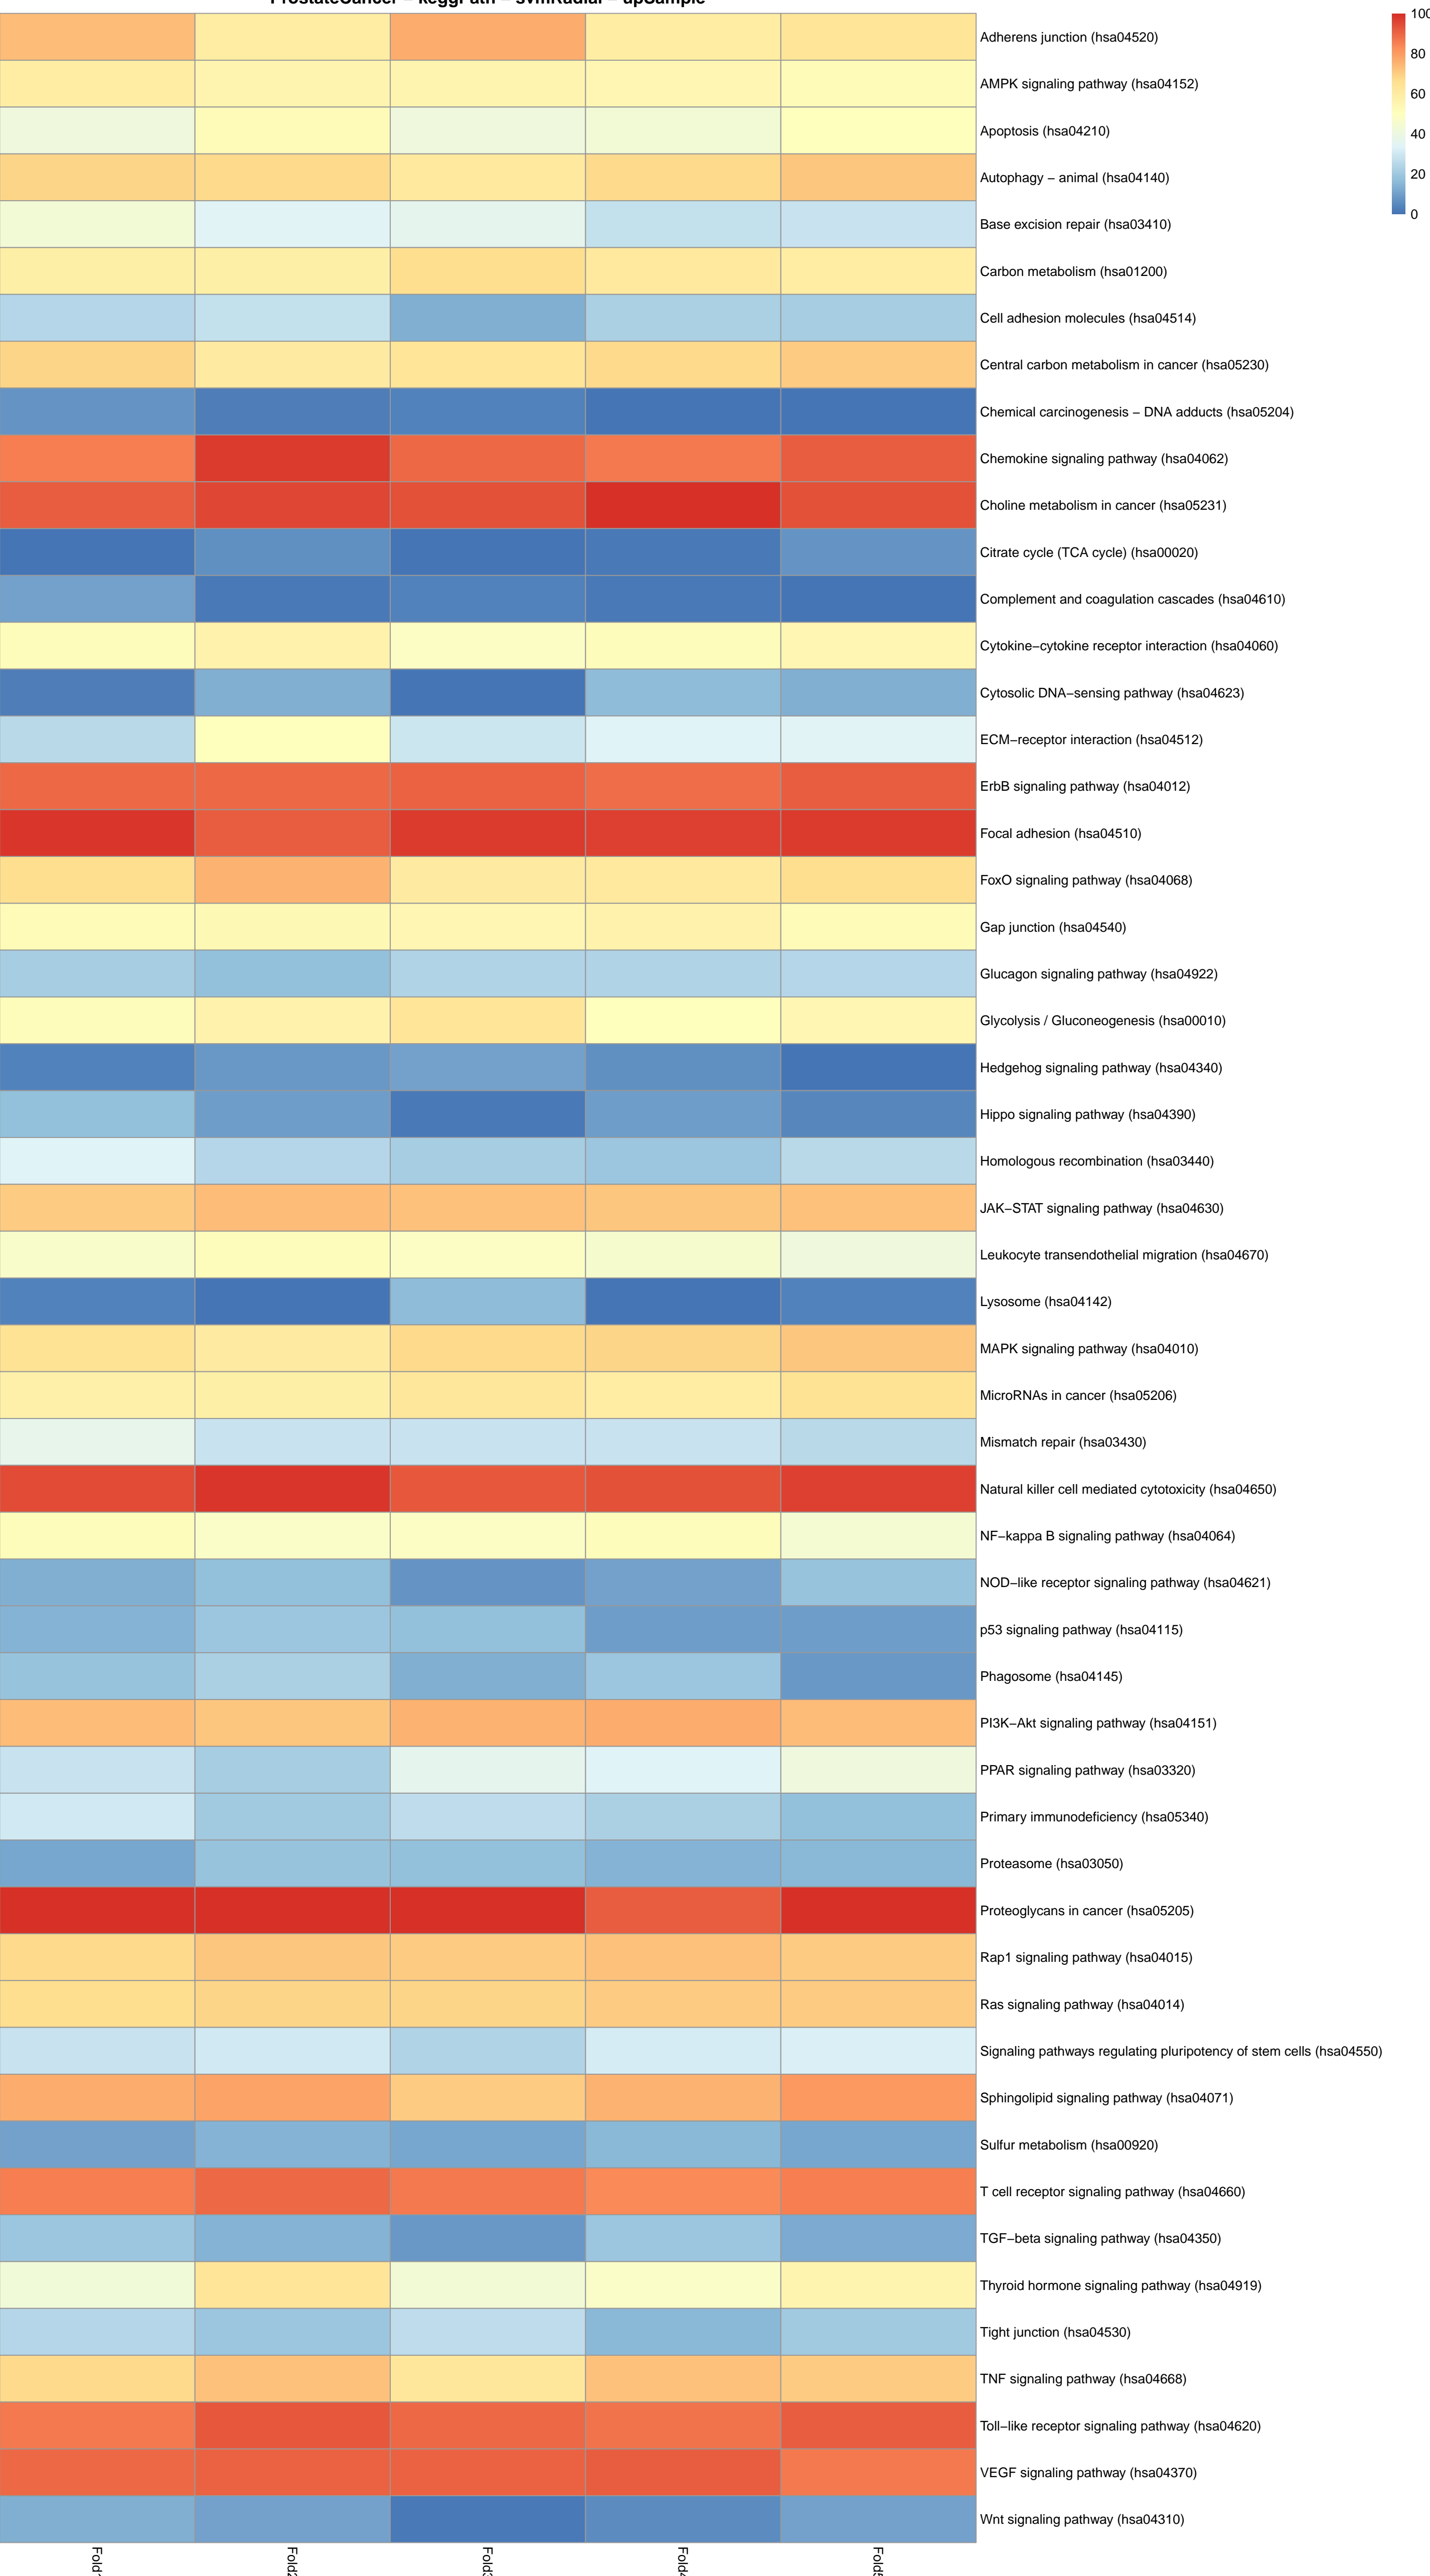 ProstateCancer − keggPath − svmRadial − upSample
100
80
60
40
20
0
Adherens junction (hsa04520)
AMPK signaling pathway (hsa04152)
Apoptosis (hsa04210)
Autophagy − animal (hsa04140)
Base excision repair (hsa03410)
Carbon metabolism (hsa01200)
Cell adhesion molecules (hsa04514)
Central carbon metabolism in cancer (hsa05230)
Chemical carcinogenesis − DNA adducts (hsa05204)
Chemokine signaling pathway (hsa04062)
Choline metabolism in cancer (hsa05231)
Citrate cycle (TCA cycle) (hsa00020)
Complement and coagulation cascades (hsa04610)
Cytokine−cytokine receptor interaction (hsa04060)
Cytosolic DNA−sensing pathway (hsa04623)
ECM−receptor interaction (hsa04512)
ErbB signaling pathway (hsa04012)
Focal adhesion (hsa04510)
FoxO signaling pathway (hsa04068)
Gap junction (hsa04540)
Glucagon signaling pathway (hsa04922)
Glycolysis / Gluconeogenesis (hsa00010)
Hedgehog signaling pathway (hsa04340)
Hippo signaling pathway (hsa04390)
Homologous recombination (hsa03440)
JAK−STAT signaling pathway (hsa04630)
Leukocyte transendothelial migration (hsa04670)
Lysosome (hsa04142)
MAPK signaling pathway (hsa04010)
MicroRNAs in cancer (hsa05206)
Mismatch repair (hsa03430)
Natural killer cell mediated cytotoxicity (hsa04650)
NF−kappa B signaling pathway (hsa04064)
NOD−like receptor signaling pathway (hsa04621)
p53 signaling pathway (hsa04115)
Phagosome (hsa04145)
PI3K−Akt signaling pathway (hsa04151)
PPAR signaling pathway (hsa03320)
Primary immunodeficiency (hsa05340)
Proteasome (hsa03050)
Proteoglycans in cancer (hsa05205)
Rap1 signaling pathway (hsa04015)
Ras signaling pathway (hsa04014)
Signaling pathways regulating pluripotency of stem cells (hsa04550)
Sphingolipid signaling pathway (hsa04071)
Sulfur metabolism (hsa00920)
T cell receptor signaling pathway (hsa04660)
TGF−beta signaling pathway (hsa04350)
Thyroid hormone signaling pathway (hsa04919)
Tight junction (hsa04530)
TNF signaling pathway (hsa04668)
Toll−like receptor signaling pathway (hsa04620)
VEGF signaling pathway (hsa04370)
Wnt signaling pathway (hsa04310)
Fold1
Fold2
Fold3
Fold4
Fold5